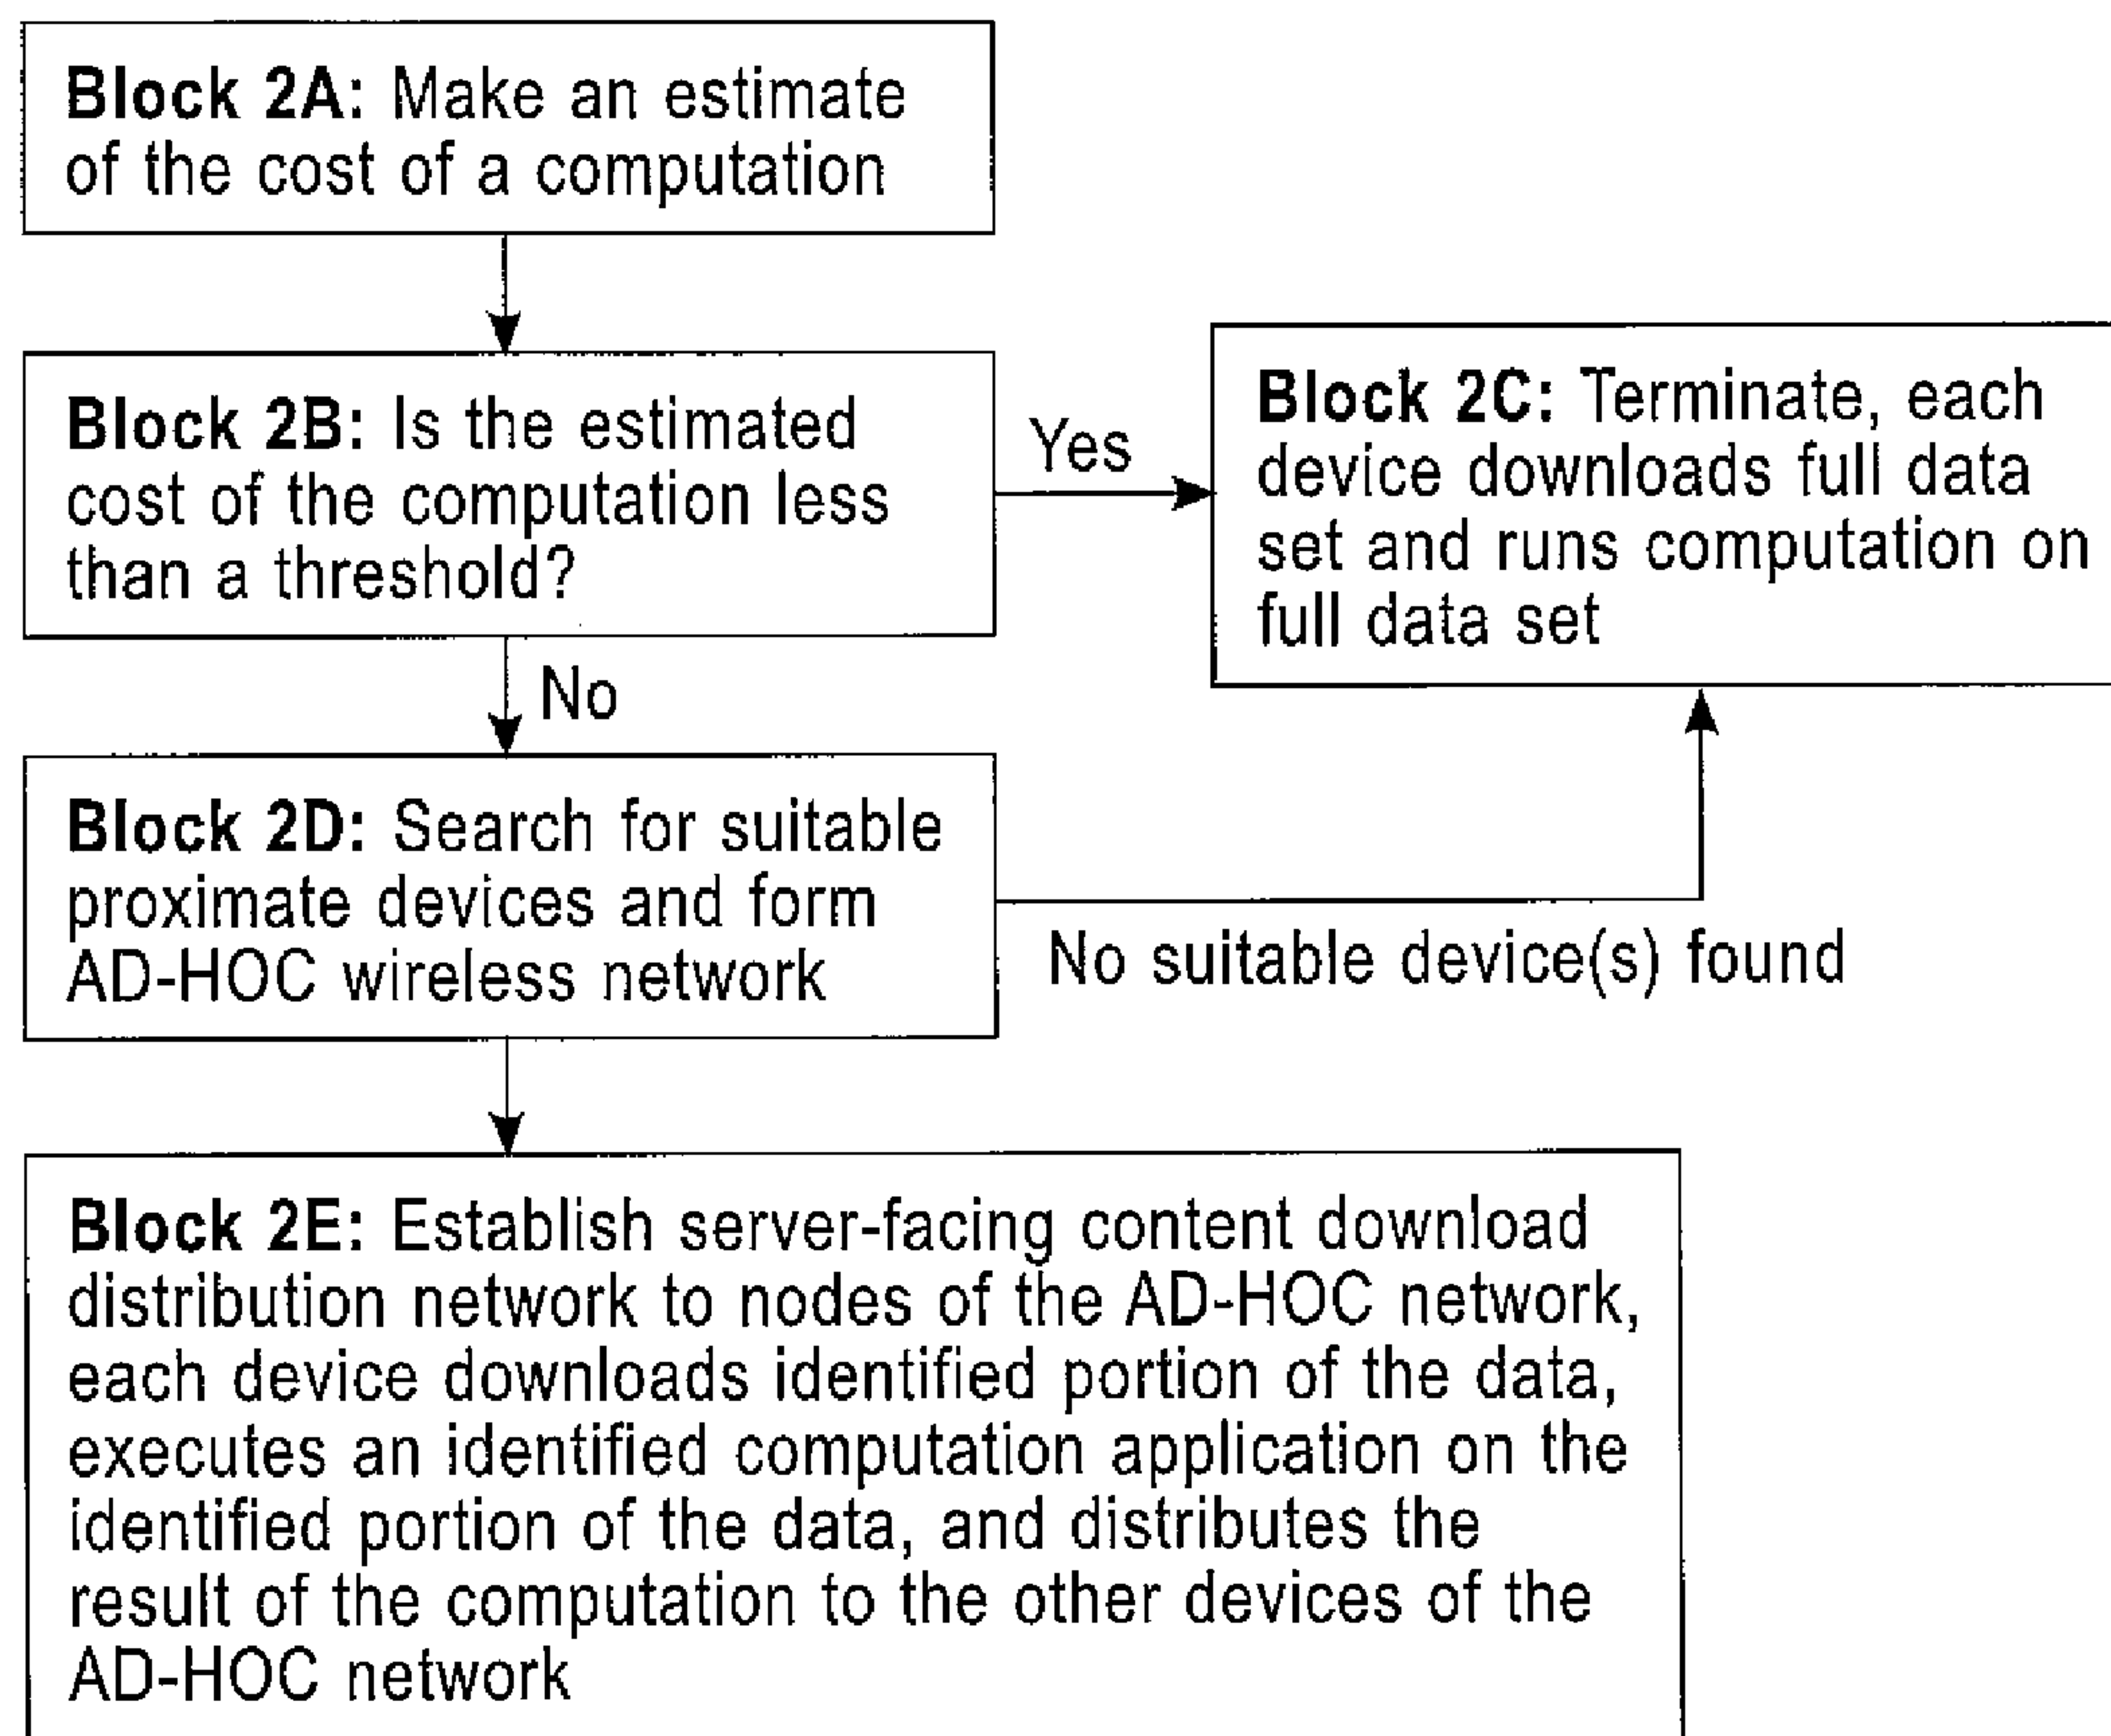 Block 2A: Make an estimate
of the cost of a computation
Block 2B: Is the estimated
cost of the computation less
than a threshold?
Yes
Block 2C: Terminate, each
device downloads full data
set and runs computation on
full data set
No
Block 2D: Search for suitable
proximate devices and form
AD-HOC wireless network
No suitable device(s) found
Block 2E: Establish server-facing content download
distribution network to nodes of the AD-HOC network,
each device downloads identified portion of the data,
executes an identified computation application on the
identified portion of the data, and distributes the
result of the computation to the other devices of the
AD-HOC network